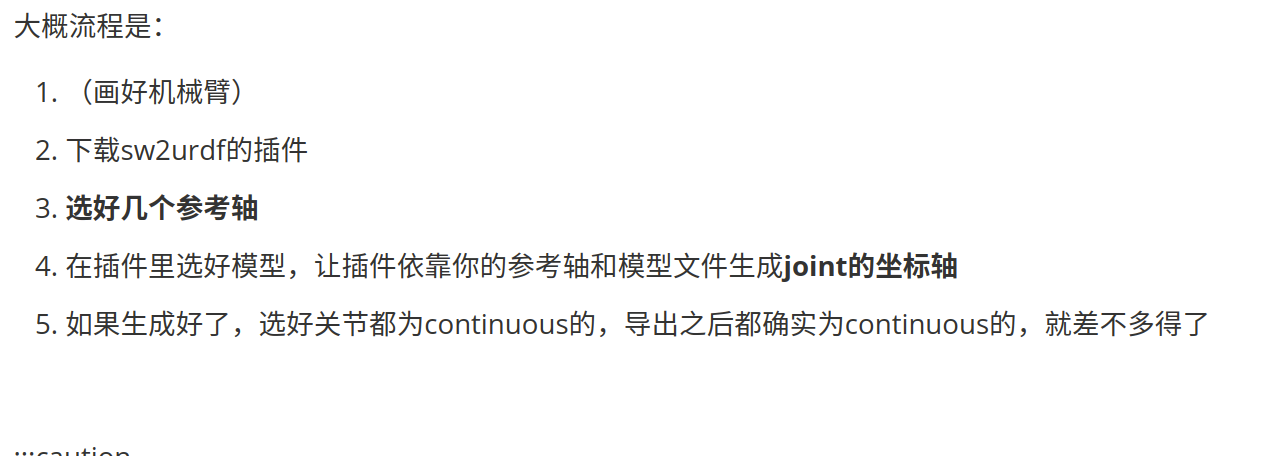 大概流程是：
1. （画好机械臂）
2. 下载sw2urdf的插件
3. 选好几个参考轴
4. 在插件里选好模型，让插件依靠你的参考轴和模型文件生成joint的坐标轴
5. 如果生成好了，选好关节都为continuous的，导出之后都确实为continuous的，就差不多得了
:::caution